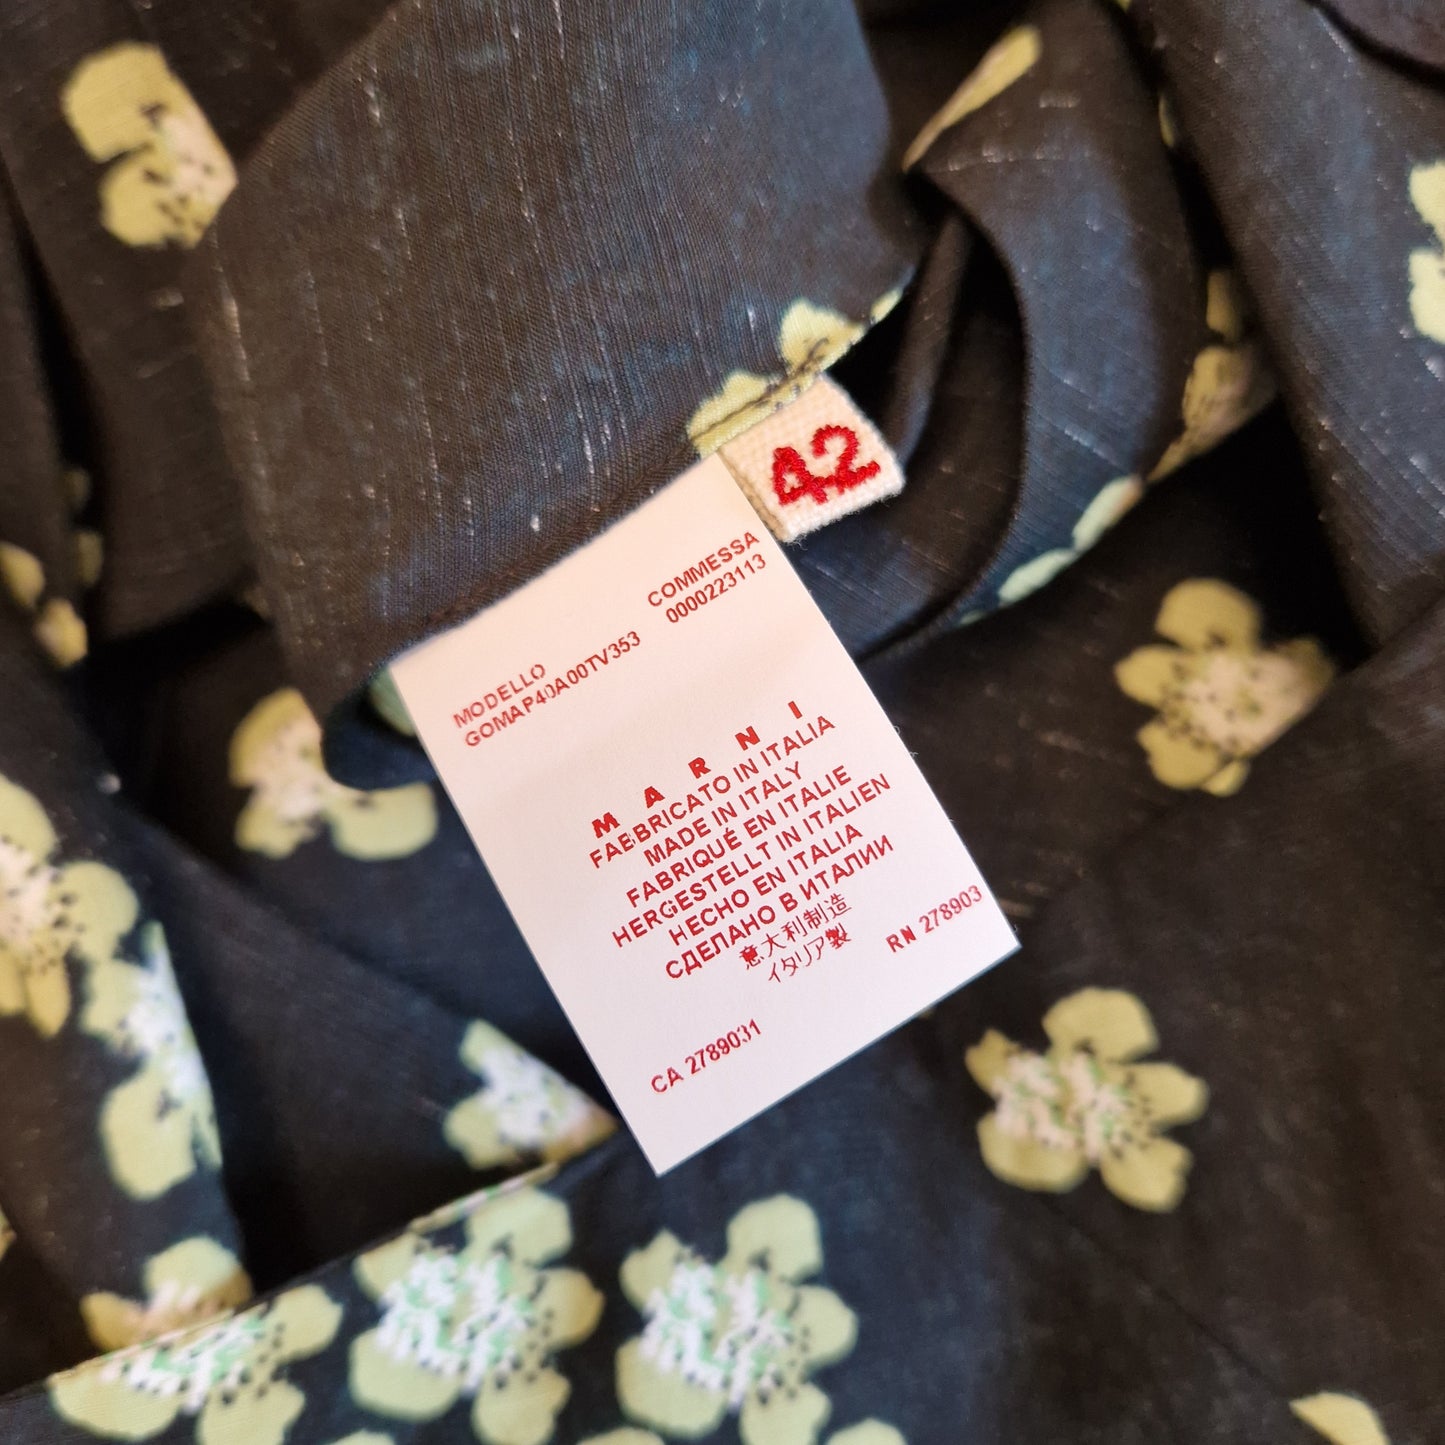 42
COMMESSA
0000223113
MODELLO
GOMAP40A00TV353
MARNI
FABBRICATO IN ITALIA
MADE IN ITALY
FABRIQUÉ EN ITALIE
HERGESTELLT IN ITALIEN
HECHO EN ITALIA
СДЕЛАНО В ИТАЛИИ
意大利制造
イタリア製
RN 278903
CA 2789031